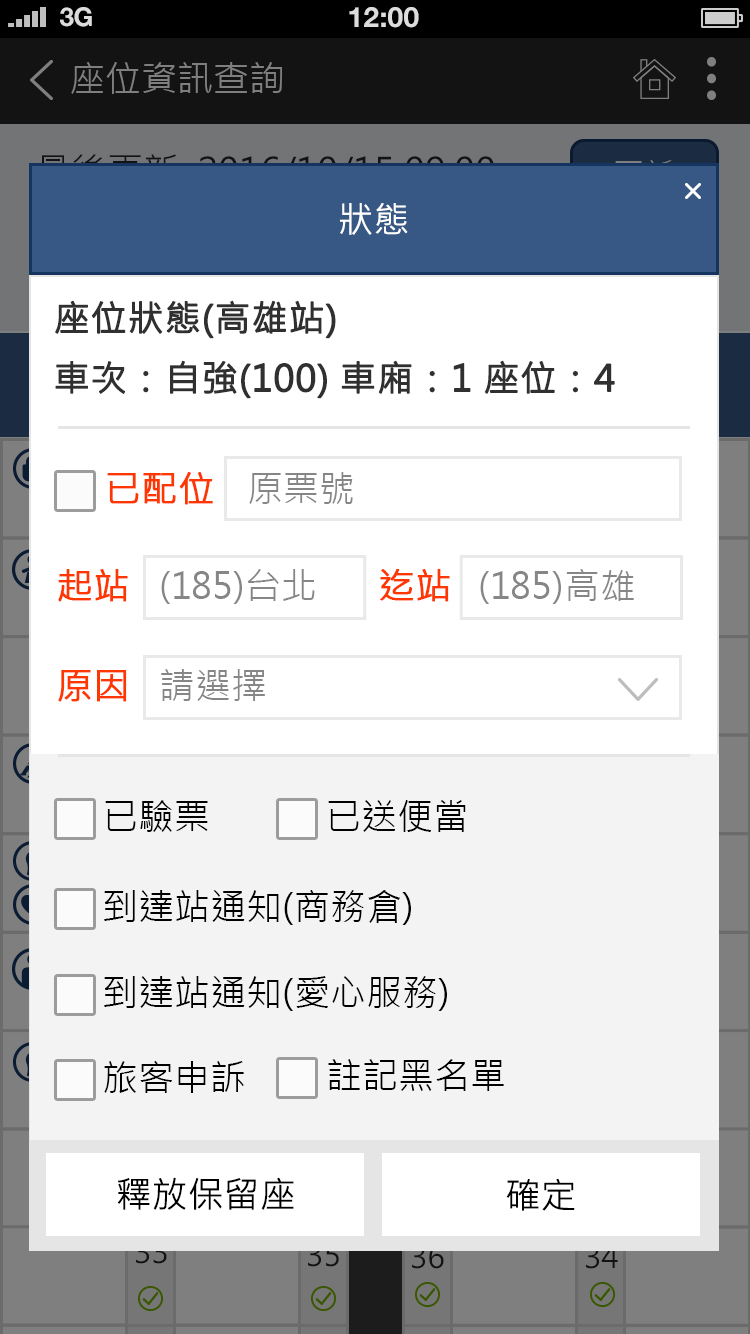 3G 12:00
座位資訊查詢
狀態
座位狀態(高雄站)
車次：自強(100) 車廂：1 座位：4
已配位 原票號
起站 (185)台北 迄站 (185)高雄
原因 請選擇
已驗票 已送便當
到達站通知(商務倉)
到達站通知(愛心服務)
旅客申訴 註記黑名單
釋放保留座 確定
33 35 36 34